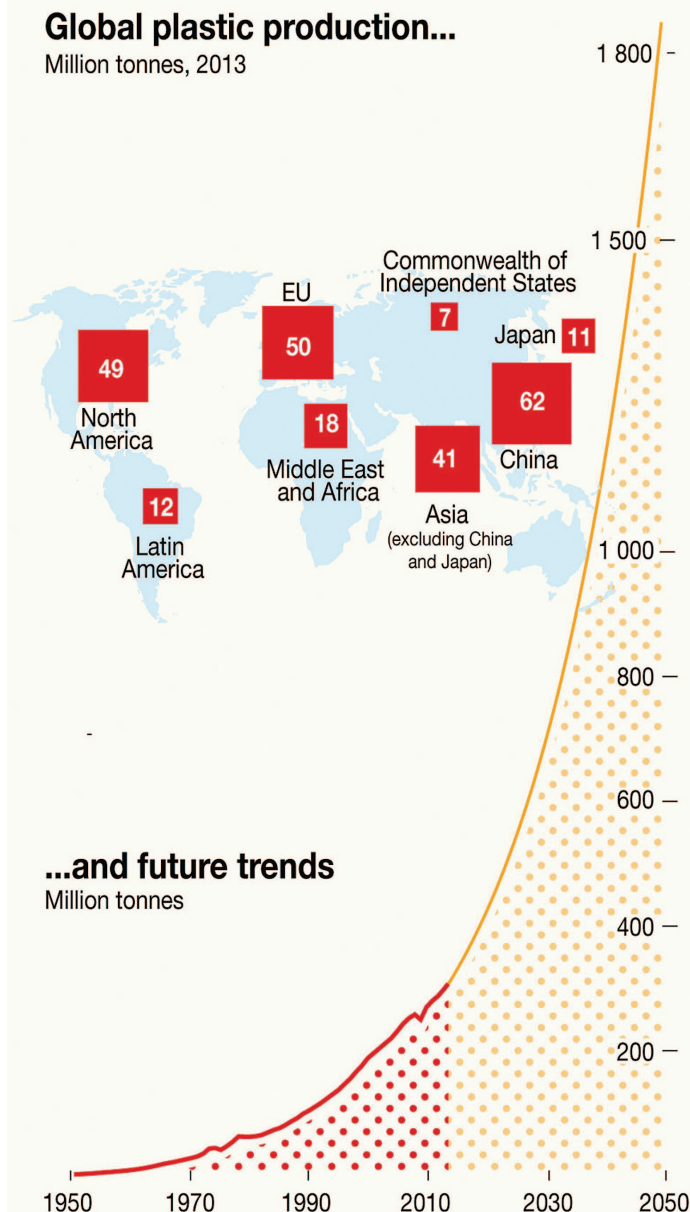 Global plastic production...
Million tonnes, 2013
1 800
1 500
Commonwealth of
Independent States
7
EU
50
Japan
11
49
North
America
62
China
18
Middle East
and Africa
41
Asia
(excluding China
and Japan)
12
Latin
America
1 000
800
600
...and future trends
Million tonnes
400
200
1950 1970 1990 2010 2030 2050